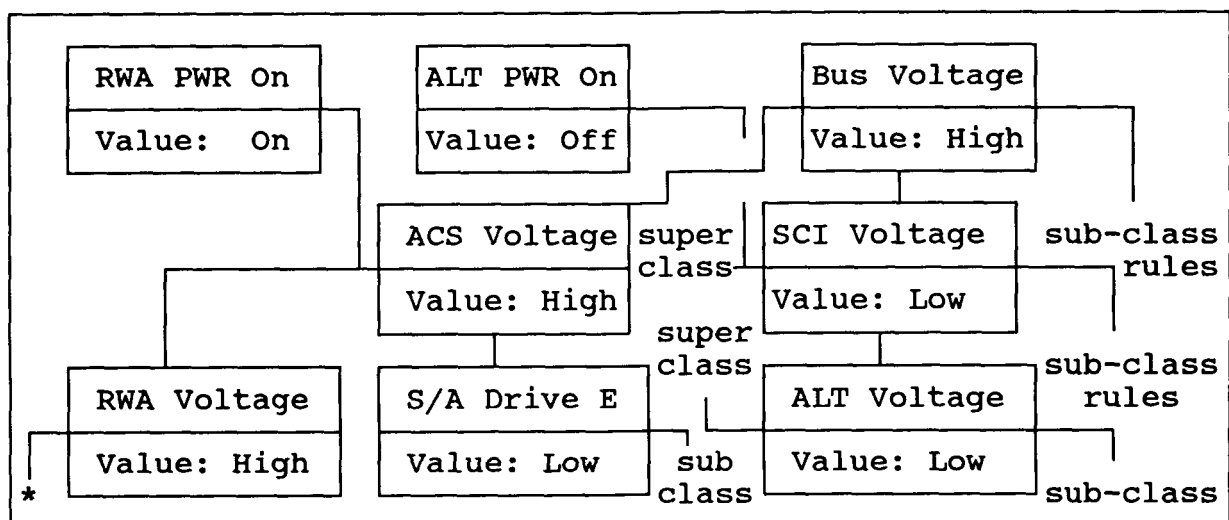 RWA PWR On
Value: On
ALT PWR On
Value: Off
Bus Voltage
Value: High
ACS Voltage
Value: High
super
class
SCI Voltage
Value: Low
sub-class
rules
super
class
sub-class
rules
RWA Voltage
Value: High
*
S/A Drive E
Value: Low
sub
class
ALT Voltage
Value: Low
sub-class